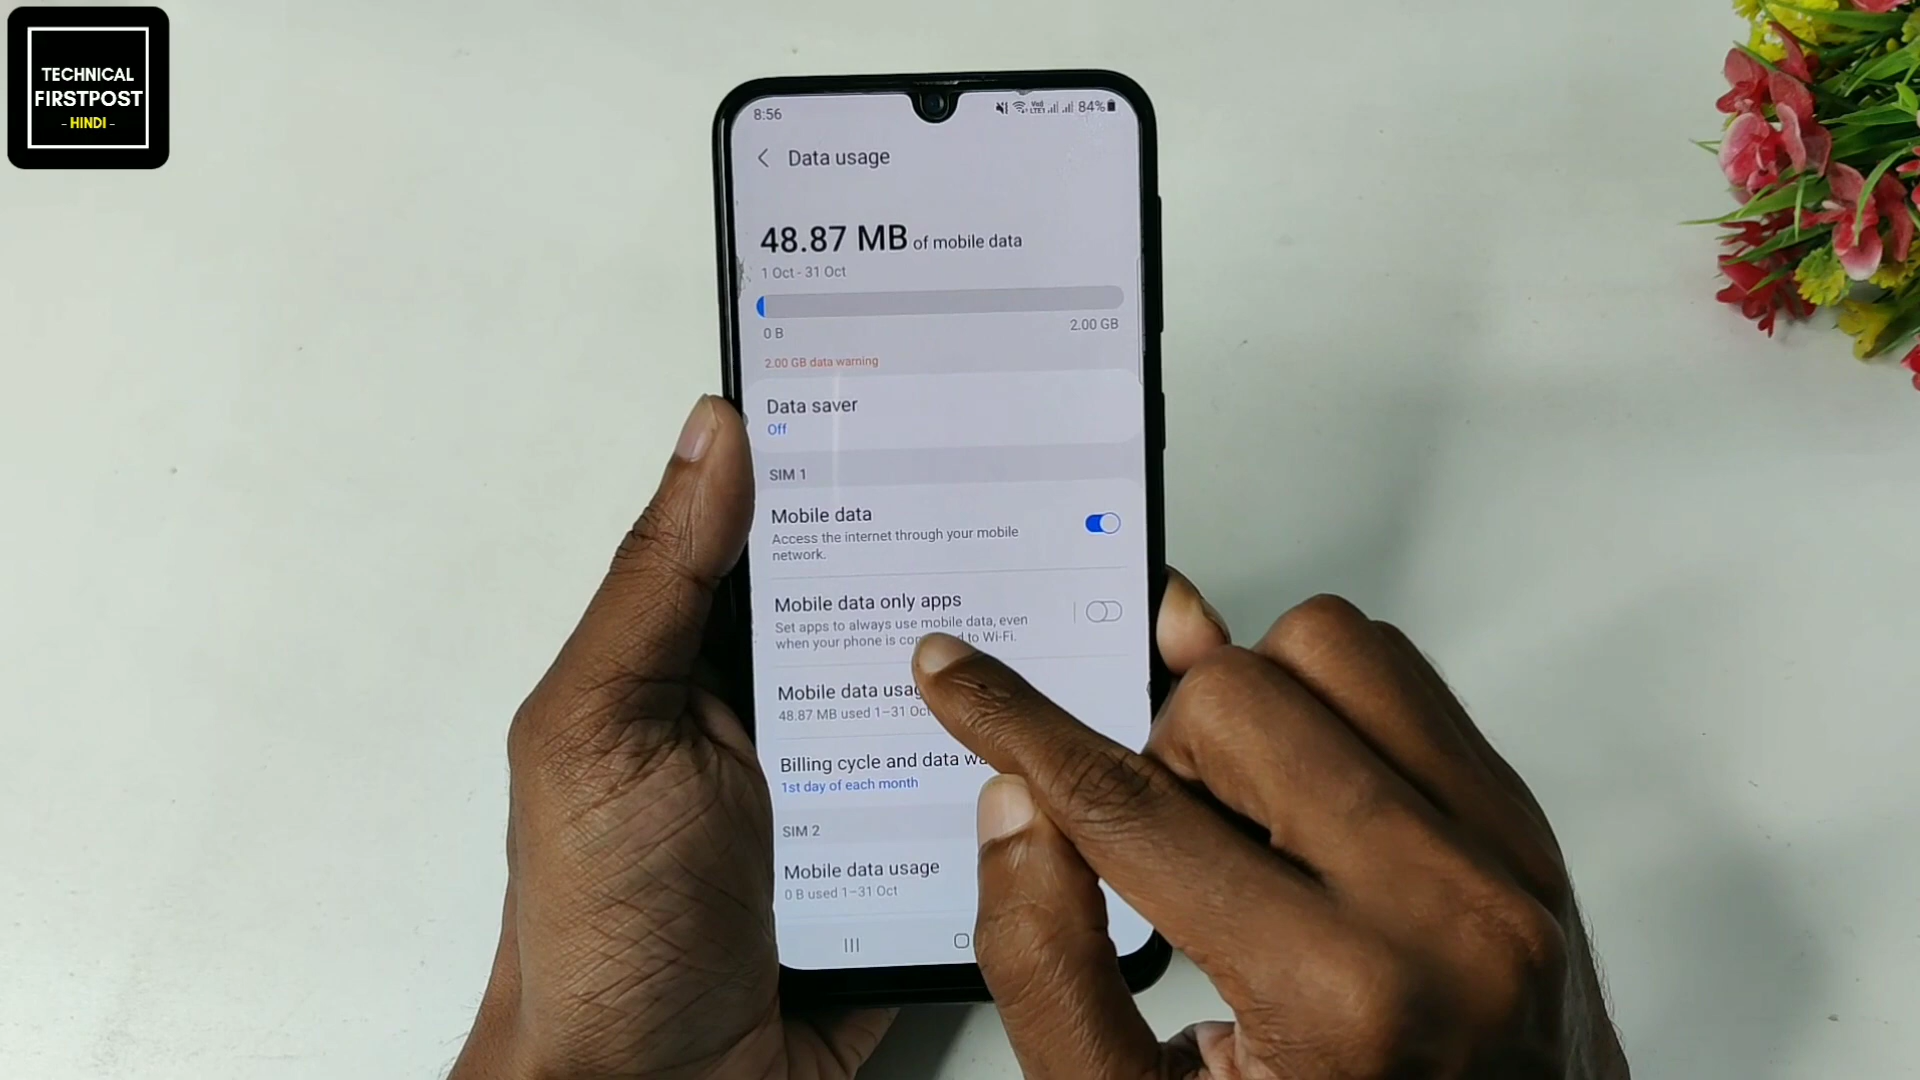 TECHNICAL
FIRSTPOST
- HINDI -
8:56
84%
Data usage
48.87 MB of mobile data
1 Oct - 31 Oct
0 B
2.00 GB
2.00 GB data warning
Data saver
Off
SIM 1
Mobile data
Access the internet through your mobile
network.
Mobile data only apps
Set apps to always use mobile data, even
when your phone is to Wi-Fi.
Mobile data
48.87 MB used 1–31 Oct
Billing cycle and data
1st day of each month
SIM 2
Mobile data usage
0 B used 1–31 Oct